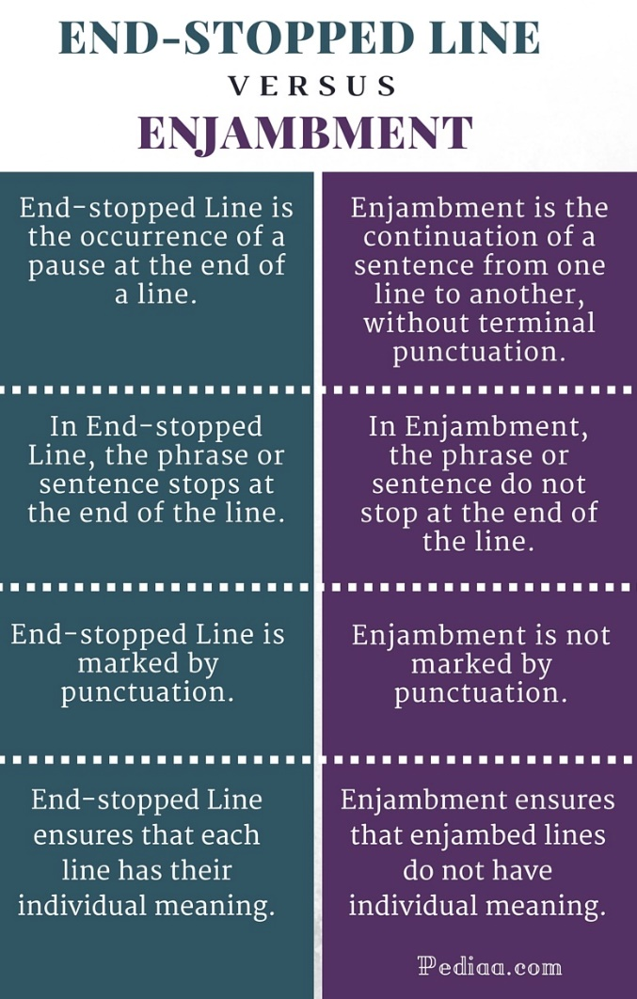 END-STOPPED LINE
VERSUS
ENJAMBMENT
End-stopped Line is
the occurrence of a
pause at the end of
a line.
Enjambment is the
continuation of a
sentence from one
line to another,
without terminal
punctuation.
In End-stopped
Line, the phrase or
sentence stops at
the end of the line.
In Enjambment,
the phrase or
sentence do not
stop at the end of
the line.
End-stopped Line is
marked by
punctuation.
Enjambment is not
marked by
punctuation.
End-stopped Line
ensures that each
line has their
individual meaning.
Enjambment ensures
that enjambed lines
do not have
individual meaning.
Pediaa.com